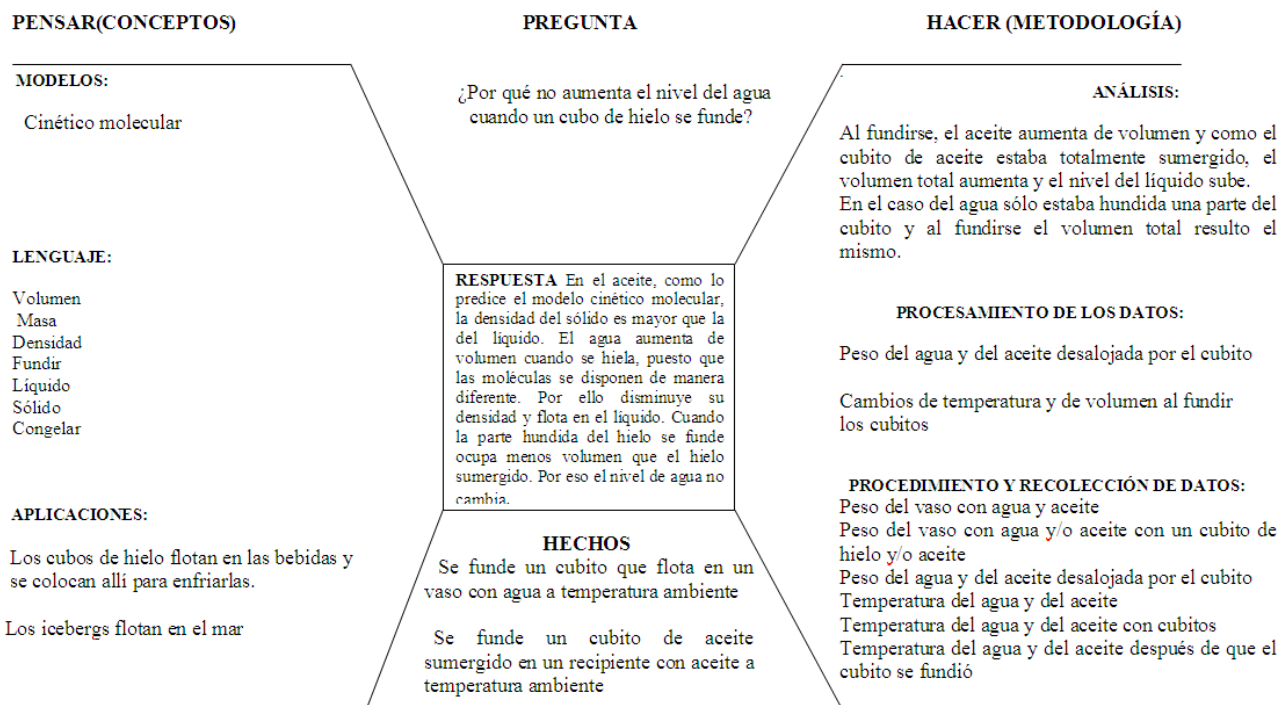 PENSAR(CONCEPTOS)
PREGUNTA
HACER (METODOLOGÍA)
MODELOS:
Cinético molecular
LENGUAJE:
Volumen
Masa
Densidad
Fundir
Líquido
Sólido
Congelar
APLICACIONES:
Los cubos de hielo flotan en las bebidas y
se colocan allí para enfriarlas.
Los icebergs flotan en el mar
¿Por qué no aumenta el nivel del agua
cuando un cubo de hielo se funde?
RESPUESTA En el aceite, como lo
predice el modelo cinético molecular,
la densidad del sólido es mayor que la
del líquido. El agua aumenta de
volumen cuando se hiela, puesto que
las moléculas se disponen de manera
diferente. Por ello disminuye su
densidad y flota en el líquido. Cuando
la parte hundida del hielo se funde
ocupa menos volumen que el hielo
sumergido. Por eso el nivel de agua no
cambia.
HECHOS
Se funde un cubito que flota en un
vaso con agua a temperatura ambiente
Se funde un cubito de aceite
sumergido en un recipiente con aceite a
temperatura ambiente
ANÁLISIS:
Al fundirse, el aceite aumenta de volumen y como el
cubito de aceite estaba totalmente sumergido, el
volumen total aumenta y el nivel del líquido sube.
En el caso del agua sólo estaba hundida una parte del
cubito y al fundirse el volumen total resulto el
mismo.
PROCESAMIENTO DE LOS DATOS:
Peso del agua y del aceite desalojada por el cubito
Cambios de temperatura y de volumen al fundir
los cubitos
PROCEDIMIENTO Y RECOLECCIÓN DE DATOS:
Peso del vaso con agua y aceite
Peso del vaso con agua y/o aceite con un cubito de
hielo y/o aceite
Peso del agua y del aceite desalojada por el cubito
Temperatura del agua y del aceite
Temperatura del agua y del aceite con cubitos
Temperatura del agua y del aceite después de que el
cubito se fundió